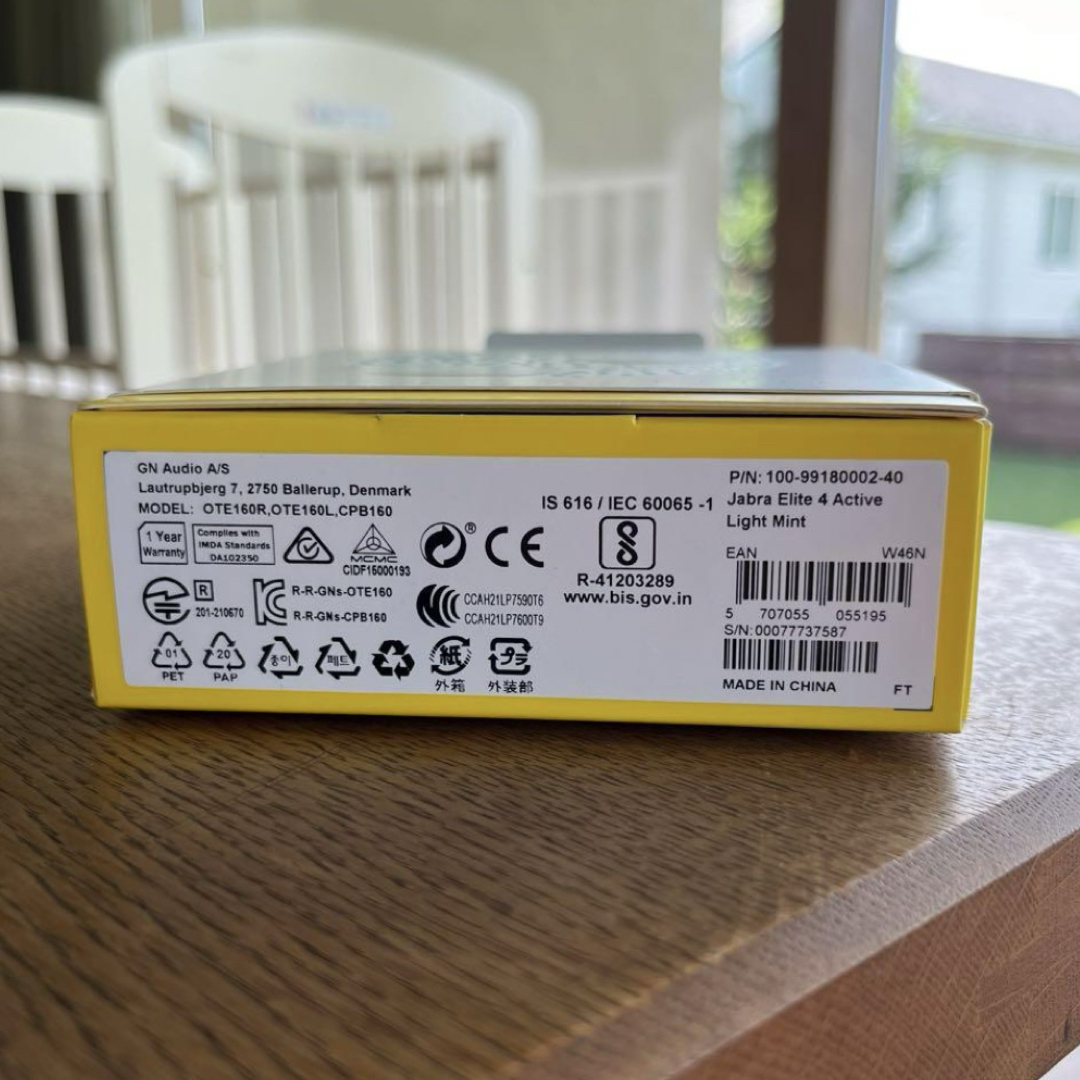 GN Audio A/S
Lautrupbjerg 7, 2750 Ballerup, Denmark
MODEL: OTE160R,OTE160L,CPB160
1 Year
Warranty
Complies with
IMDA Standards
DA102350
MCMC
CIDF15000193
®
CE
IS 616 / IEC 60065 -1
R-41203289
www.bis.gov.in
R
201-210670
R-R-GNs-OTE160
R-R-GNs-CPB160
CCAH21LP7590T6
CCAH21LP7600T9
01
PET
20
PAP
종이
페트
紙
外箱
プラ
外装部
P/N: 100-99180002-40
Jabra Elite 4 Active
Light Mint
EAN W46N
5 707055 055195
S/N: 00077737587
MADE IN CHINA FT